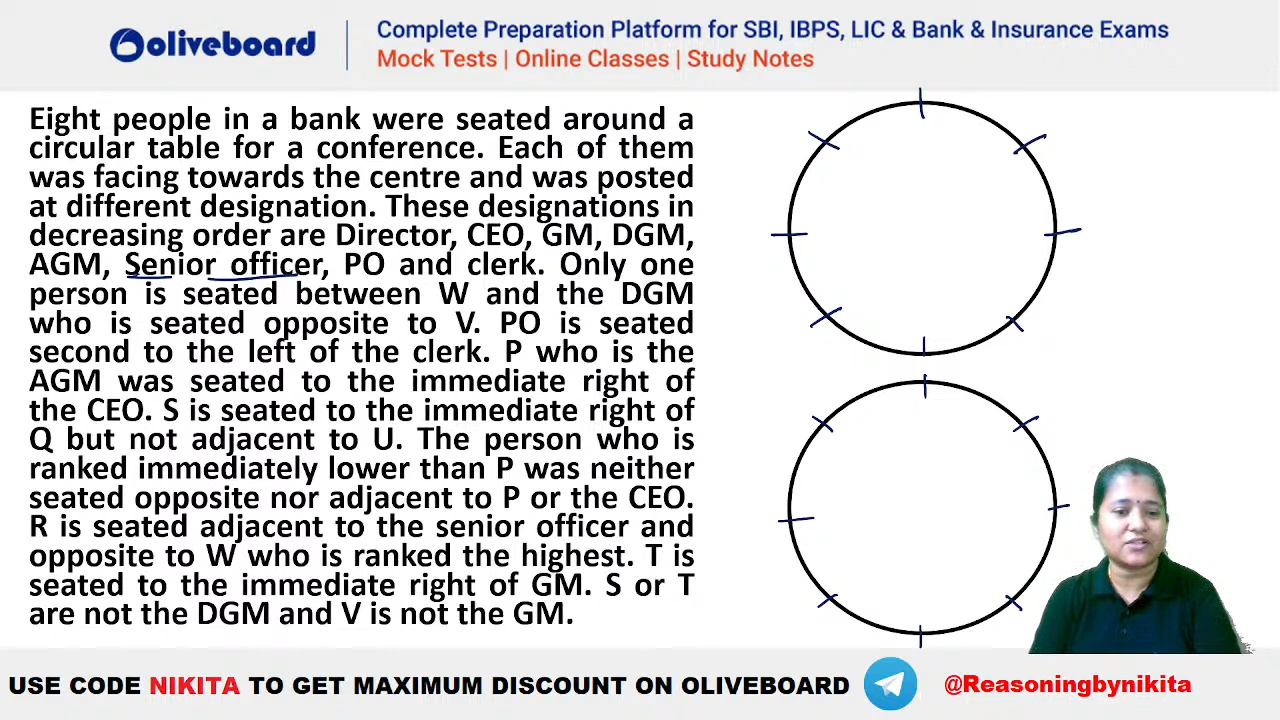 oliveboard
Complete Preparation Platform for SBI, IBPS, LIC & Bank & Insurance Exams
Mock Tests | Online Classes | Study Notes
Eight people in a bank were seated around a
circular table for a conference. Each of them
was facing towards the centre and was posted
at different designation. These designations in
decreasing order are Director, CEO, GM, DGM,
AGM, Senior officer, PO and clerk. Only one
person is seated between W and the DGM
who is seated opposite to V. PO is seated
second to the left of the clerk. P who is the
AGM was seated to the immediate right of
the CEO. S is seated to the immediate right of
Q but not adjacent to U. The person who is
ranked immediately lower than P was neither
seated opposite nor adjacent to P or the CEO.
R is seated adjacent to the senior officer and
opposite to W who is ranked the highest. T is
seated to the immediate right of GM. S or T
are not the DGM and V is not the GM.
USE CODE NIKITA TO GET MAXIMUM DISCOUNT ON OLIVEBOARD
@Reasoningbynikita